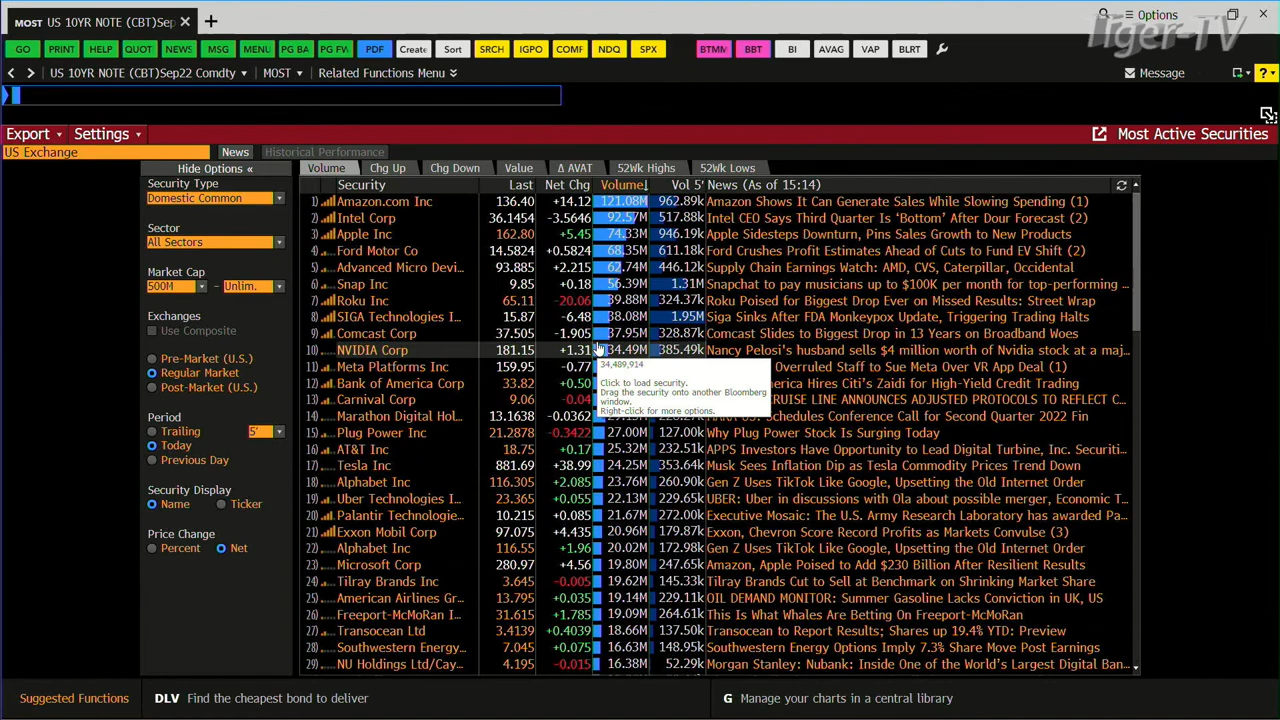 MOST US 10YR NOTE (CBT)Sep
Options
Tiger-TV
GO PRINT HELP QUOT NEWS MSG MENU PG BA PG FW PDF Create Sort SRCH IGPO COMF NDQ SPX BTMM BBT BI AVAG VAP BLRT
US 10YR NOTE (CBT)Sep22 Comdty MOST Related Functions Menu Message ?
Export Settings Most Active Securities
US Exchange News Historical Performance
Hide Options « Volume Chg Up Chg Down Value Δ AVAT 52Wk Highs 52Wk Lows
Security Type
Domestic Common
Sector
All Sectors
Market Cap
500M – Unlim.
Exchanges
Use Composite
Pre-Market (U.S.)
Regular Market
Post-Market (U.S.)
Period
Trailing 5'
Today
Previous Day
Security Display
Name Ticker
Price Change
Percent Net
Security Last Net Chg Volume↓ Vol 5' News (As of 15:14)
1) Amazon.com Inc 136.40 +14.12 121.08M 962.89k Amazon Shows It Can Generate Sales While Slowing Spending (1)
2) Intel Corp 36.1454 -3.5646 92.57M 517.88k Intel CEO Says Third Quarter Is ‘Bottom’ After Dour Forecast (2)
3) Apple Inc 162.80 +5.45 74.33M 946.19k Apple Sidesteps Downturn, Pins Sales Growth to New Products
4) Ford Motor Co 14.5824 +0.5824 68.35M 611.18k Ford Crushes Profit Estimates Ahead of Cuts to Fund EV Shift (2)
5) Advanced Micro Devi… 93.885 +2.215 62.74M 446.12k Supply Chain Earnings Watch: AMD, CVS, Caterpillar, Occidental
6) Snap Inc 9.85 +0.18 56.39M 1.31M Snapchat to pay musicians up to $100K per month for top-performing …
7) Roku Inc 65.11 -20.06 39.88M 324.37k Roku Poised for Biggest Drop Ever on Missed Results: Street Wrap
8) SIGA Technologies I… 15.87 -6.48 38.08M 1.95M Siga Sinks After FDA Monkeypox Update, Triggering Trading Halts
9) Comcast Corp 37.505 -1.905 37.95M 328.87k Comcast Slides to Biggest Drop in 13 Years on Broadband Woes
10) NVIDIA Corp 181.15 +1.31 34.49M 385.49k Nancy Pelosi’s husband sells $4 million worth of Nvidia stock at a maj…
11) Meta Platforms Inc 159.95 -0.77 Overruled Staff to Sue Meta Over VR App Deal (1)
12) Bank of America Corp 33.82 +0.50 America Hires Citi’s Zaidi for High-Yield Credit Trading
13) Carnival Corp 9.06 -0.04 CRUISE LINE ANNOUNCES ADJUSTED PROTOCOLS TO REFLECT C…
14) Marathon Digital Hol… 13.1638 -0.0362 Schedules Conference Call for Second Quarter 2022 Fin
34,489,914
Click to load security.
Drag the security onto another Bloomberg
window.
Right-click for more options.
15) Plug Power Inc 21.2878 -0.3422 27.00M 127.00k Why Plug Power Stock Is Surging Today
16) AT&T Inc 18.75 +0.17 25.32M 232.51k APPS Investors Have Opportunity to Lead Digital Turbine, Inc. Securiti…
17) Tesla Inc 881.69 +38.99 24.25M 353.64k Musk Sees Inflation Dip as Tesla Commodity Prices Trend Down
18) Alphabet Inc 116.305 +2.085 23.76M 260.90k Gen Z Uses TikTok Like Google, Upsetting the Old Internet Order
19) Uber Technologies I… 23.365 +0.055 22.13M 229.65k UBER: Uber in discussions with Ola about possible merger, Economic T…
20) Palantir Technologie… 10.215 +0.085 21.67M 272.00k Executive Mosaic: The U.S. Army Research Laboratory has awarded Pa…
21) Exxon Mobil Corp 97.075 +4.435 20.96M 179.87k Exxon, Chevron Score Record Profits as Markets Convulse (3)
22) Alphabet Inc 116.55 +1.96 20.02M 172.98k Gen Z Uses TikTok Like Google, Upsetting the Old Internet Order
23) Microsoft Corp 280.97 +4.56 19.80M 247.65k Amazon, Apple Poised to Add $230 Billion After Resilient Results
24) Tilray Brands Inc 3.645 -0.005 19.62M 145.33k Tilray Brands Cut to Sell at Benchmark on Shrinking Market Share
25) American Airlines Gr… 13.795 +0.035 19.14M 229.11k OIL DEMAND MONITOR: Summer Gasoline Lacks Conviction in UK, US
26) Freeport-McMoRan I… 31.615 +1.785 19.09M 264.61k This Is What Whales Are Betting On Freeport-McMoRan
27) Transocean Ltd 3.4139 +0.4039 18.66M 137.50k Transocean to Report Results; Shares up 19.4% YTD: Preview
28) Southwestern Energy… 7.045 +0.075 16.63M 148.95k Southwestern Energy Options Imply 7.3% Share Move Post Earnings
29) NU Holdings Ltd/Cay… 4.195 -0.015 16.38M 52.29k Morgan Stanley: Nubank: Inside One of the World’s Largest Digital Ban…
Suggested Functions DLV Find the cheapest bond to deliver G Manage your charts in a central library